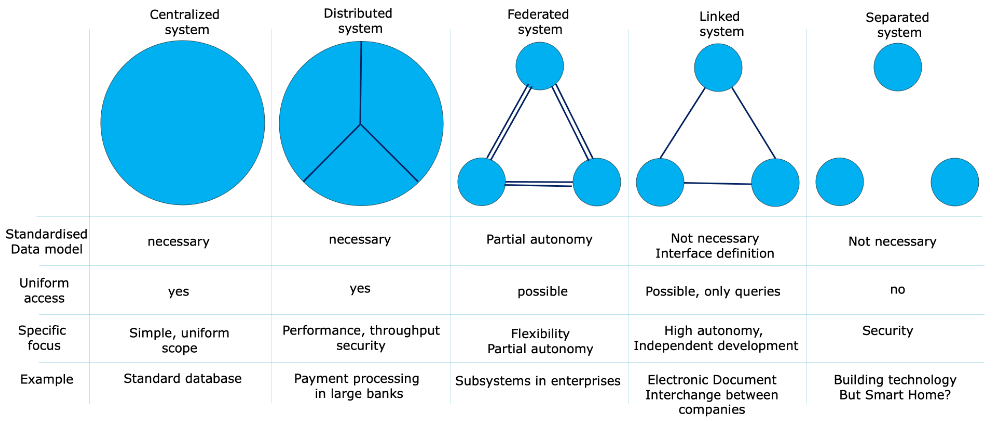 Centralized
system
Distributed
system
Federated
system
Linked
system
Separated
system
Standardised
Data model
necessary
necessary
Partial autonomy
Not necessary
Interface definition
Not necessary
Uniform
access
yes
yes
possible
Possible, only queries
no
Specific
focus
Simple, uniform
scope
Performance, throughput
security
Flexibility
Partial autonomy
High autonomy,
Independent development
Security
Example
Standard database
Payment processing
in large banks
Subsystems in enterprises
Electronic Document
Interchange between
companies
Building technology
But Smart Home?